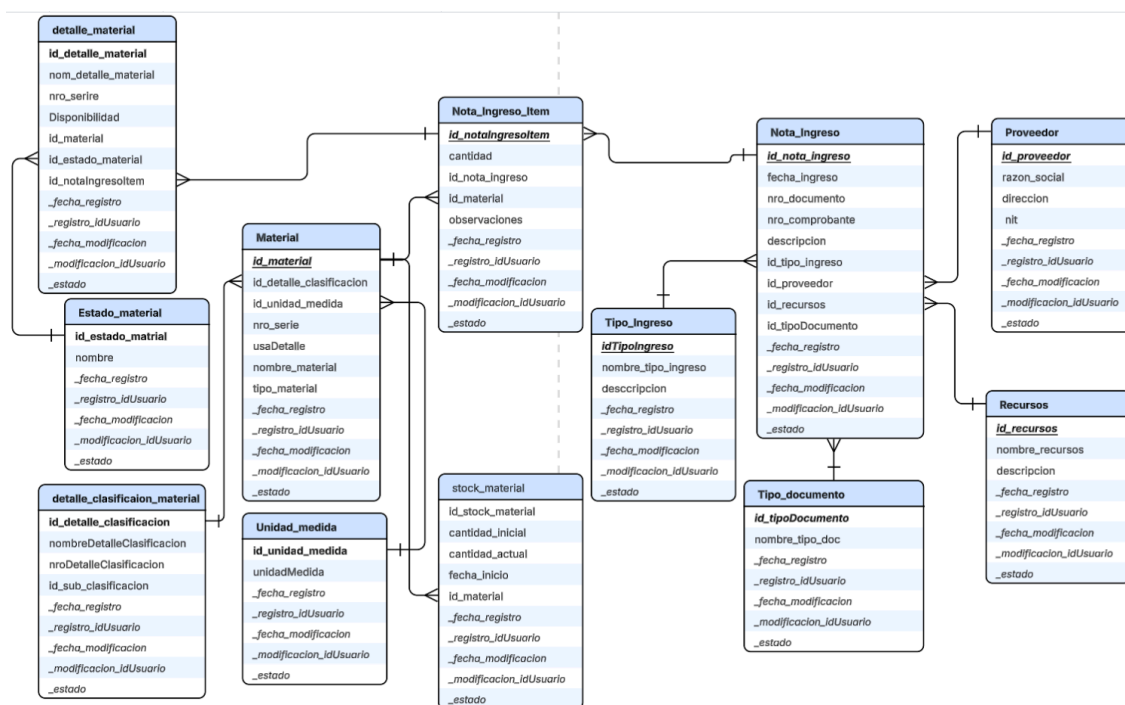 detalle_material
id_detalle_material
nom_detalle_material
nro_serire
Disponibilidad
id_material
id_estado_material
id_notaIngresoItem
_fecha_registro
_registro_idUsuario
_fecha_modificacion
_modificacion_idUsuario
_estado
Estado_material
id_estado_matrial
nombre
_fecha_registro
_registro_idUsuario
_fecha_modificacion
_modificacion_idUsuario
_estado
detalle_clasificaion_material
id_detalle_clasificacion
nombreDetalleClasificacion
nroDetalleClasificacion
id_sub_clasificacion
_fecha_registro
_registro_idUsuario
_fecha_modificacion
_modificacion_idUsuario
_estado
Material
id_material
id_detalle_clasificacion
id_unidad_medida
nro_serie
usaDetalle
nombre_material
tipo_material
_fecha_registro
_registro_idUsuario
_fecha_modificacion
_modificacion_idUsuario
_estado
Unidad_medida
id_unidad_medida
unidadMedida
_fecha_registro
_registro_idUsuario
_fecha_modificacion
_modificacion_idUsuario
_estado
Nota_Ingreso_Item
id_notaIngresoItem
cantidad
id_nota_ingreso
id_material
observaciones
_fecha_registro
_registro_idUsuario
_fecha_modificacion
_modificacion_idUsuario
_estado
stock_material
id_stock_material
cantidad_inicial
cantidad_actual
fecha_inicio
id_material
_fecha_registro
_registro_idUsuario
_fecha_modificacion
_modificacion_idUsuario
_estado
Tipo_Ingreso
idTipoIngreso
nombre_tipo_ingreso
desccripcion
_fecha_registro
_registro_idUsuario
_fecha_modificacion
_modificacion_idUsuario
_estado
Nota_Ingreso
id_nota_ingreso
fecha_ingreso
nro_documento
nro_comprobante
descripcion
id_tipo_ingreso
id_proveedor
id_recursos
id_tipoDocumento
_fecha_registro
_registro_idUsuario
_fecha_modificacion
_modificacion_idUsuario
_estado
Tipo_documento
id_tipoDocumento
nombre_tipo_doc
_fecha_registro
_registro_idUsuario
_fecha_modificacion
_modificacion_idUsuario
_estado
Proveedor
id_proveedor
razon_social
direccion
nit
_fecha_registro
_registro_idUsuario
_fecha_modificacion
_modificacion_idUsuario
_estado
Recursos
id_recursos
nombre_recursos
descripcion
_fecha_registro
_registro_idUsuario
_fecha_modificacion
_modificacion_idUsuario
_estado